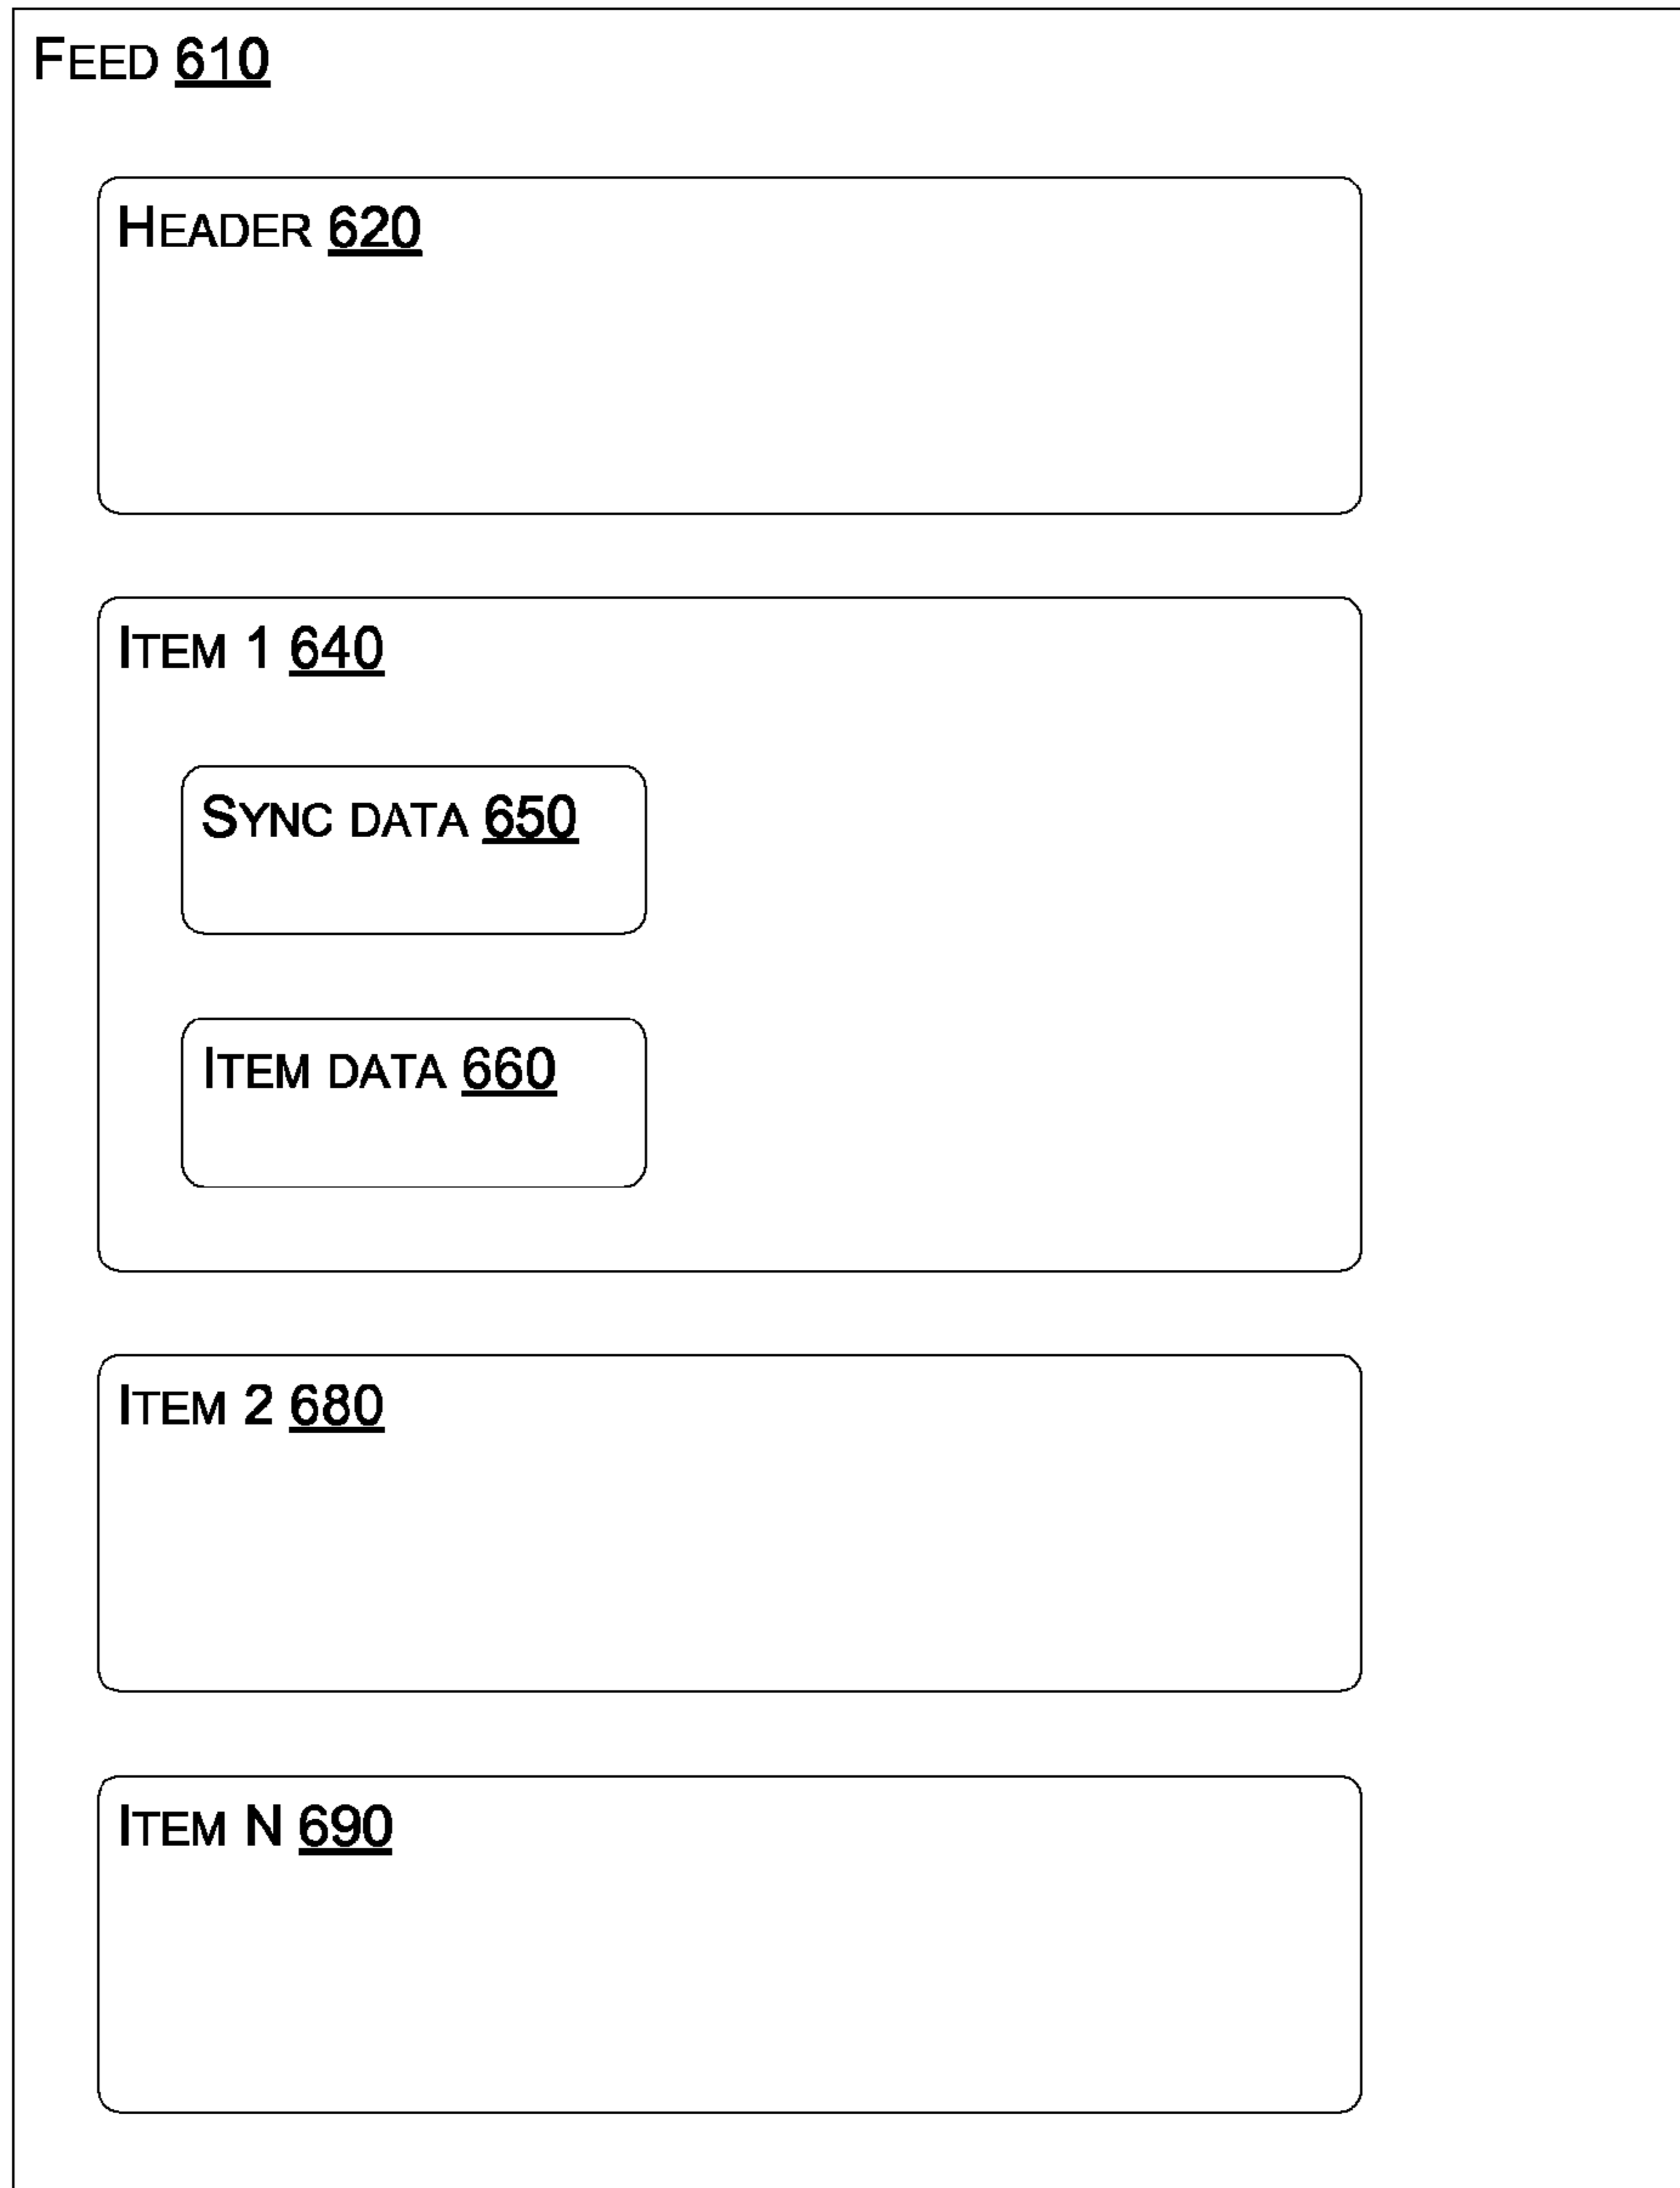 FEED 610
HEADER 620
ITEM 1 640
SYNC DATA 650
ITEM DATA 660
ITEM 2 680
ITEM N 690